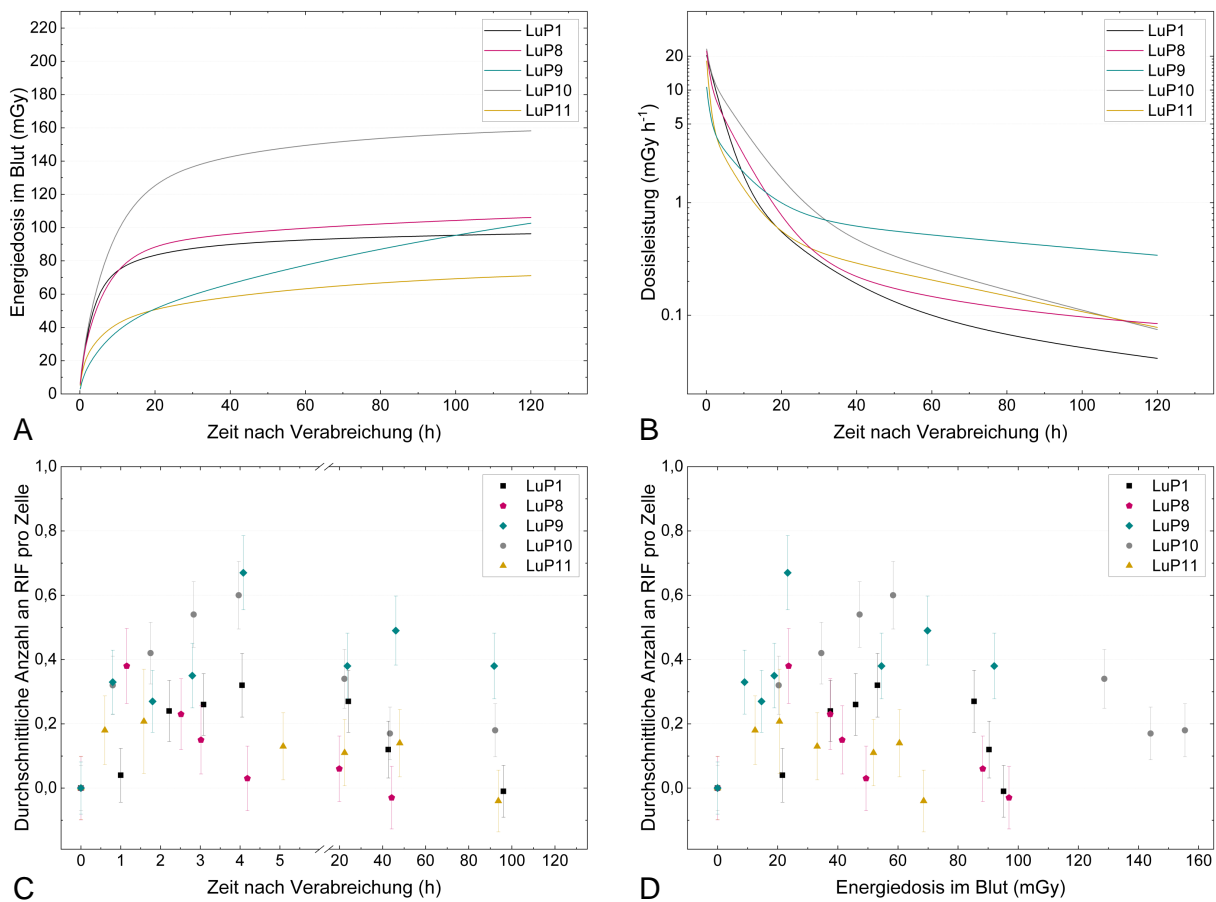 220
200
180
160
140
120
100
80
60
40
20
0
Energiedosis im Blut (mGy)
LuP1
LuP8
LuP9
LuP10
LuP11
0 20 40 60 80 100 120
A
Zeit nach Verabreichung (h)
20
10
5
1
0.1
Dosisleistung (mGy h⁻¹)
LuP1
LuP8
LuP9
LuP10
LuP11
0 20 40 60 80 100 120
B
Zeit nach Verabreichung (h)
1,0
0,8
0,6
0,4
0,2
0,0
Durchschnittliche Anzahl an RIF pro Zelle
LuP1
LuP8
LuP9
LuP10
LuP11
0 1 2 3 4 5 20 40 60 80 100 120
C
Zeit nach Verabreichung (h)
1,0
0,8
0,6
0,4
0,2
0,0
Durchschnittliche Anzahl an RIF pro Zelle
LuP1
LuP8
LuP9
LuP10
LuP11
0 20 40 60 80 100 120 140 160
D
Energiedosis im Blut (mGy)